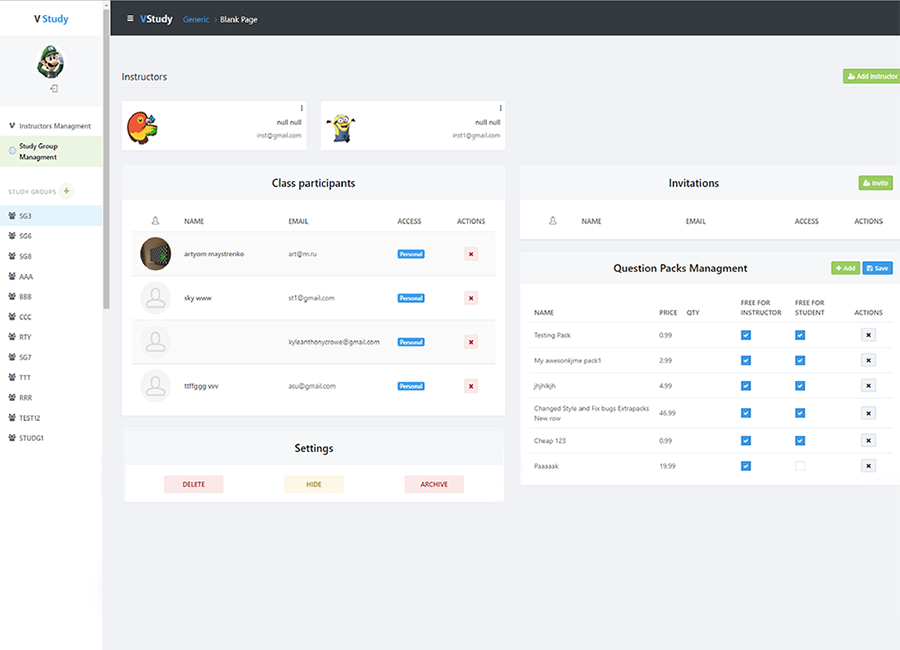 V Study
≡ VStudy Generic > Blank Page
Instructors Managment
Study Group
Managment
STUDY GROUPS +
SG3
SG6
SG8
AAA
BBB
CCC
RTY
SG7
TTT
RRR
TEST12
STUDG1
Instructors
Add instructor
null null
inst@gmail.com
null null
inst1@gmail.com
Class participants
NAME EMAIL ACCESS ACTIONS
artyom maystrenko art@m.ru Personal ×
sky www st1@gmail.com Personal ×
kyleanthonycrowe@gmail.com Personal ×
ttffggg vvv asu@gmail.com Personal ×
Settings
DELETE HIDE ARCHIVE
Invitations
Invite
NAME EMAIL ACCESS ACTIONS
Question Packs Managment
+ Add Save
NAME PRICE QTY FREE FOR INSTRUCTOR FREE FOR STUDENT ACTIONS
Testing Pack 0.99 ×
My awesonkjme pack1 2.99 ×
jhjhlkjh 4.99 ×
Changed Style and Fix bugs Extrapacks
New row 46.99 ×
Cheap 123 0.99 ×
Paaaaak 19.99 ×